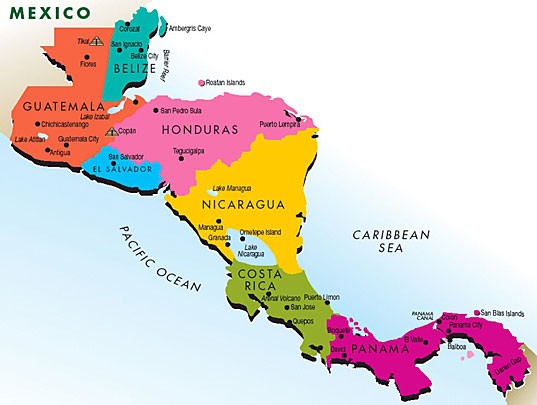 MEXICO
Corozal
Ambergris Caye
Tikal
San Ignacio
Belize City
Flores
BELIZE
Barrier Reef
Roatan Islands
GUATEMALA
Lake Izabal
San Pedro Sula
Puerto Lempira
Chichicastenango
Copán
HONDURAS
Lake Atitlan
Guatemala City
Antigua
San Salvador
Tegucigalpa
EL SALVADOR
Lake Managua
NICARAGUA
Managua
Ometepe Island
Granada
Lake
Nicaragua
CARIBBEAN
SEA
PACIFIC OCEAN
COSTA
RICA
Arenal Volcano
Puerto Limon
San Jose
Quepos
PANAMA
CANAL
Colon
San Blas Islands
Panama City
Boquete
El Valle
Balboa
David
PANAMA
Darien Gap